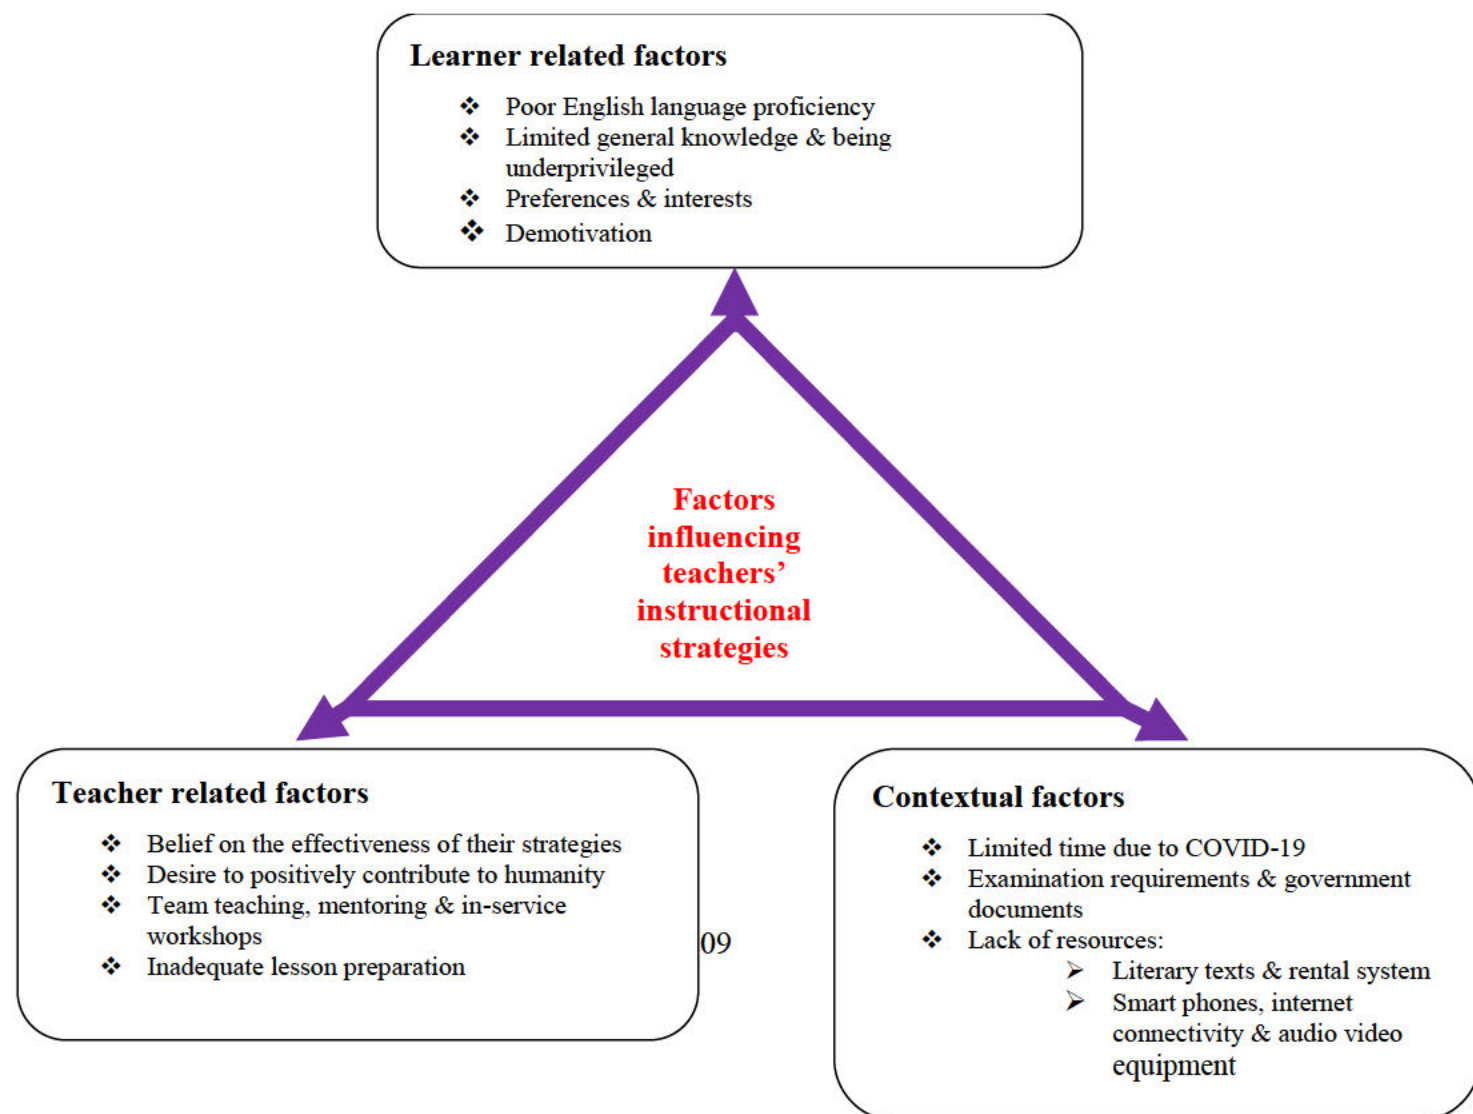 Learner related factors
❖ Poor English language proficiency
❖ Limited general knowledge & being
underprivileged
❖ Preferences & interests
❖ Demotivation
Factors
influencing
teachers’
instructional
strategies
Teacher related factors
❖ Belief on the effectiveness of their strategies
❖ Desire to positively contribute to humanity
❖ Team teaching, mentoring & in-service
workshops
❖ Inadequate lesson preparation
09
Contextual factors
❖ Limited time due to COVID-19
❖ Examination requirements & government
documents
❖ Lack of resources:
➢ Literary texts & rental system
➢ Smart phones, internet
connectivity & audio video
equipment